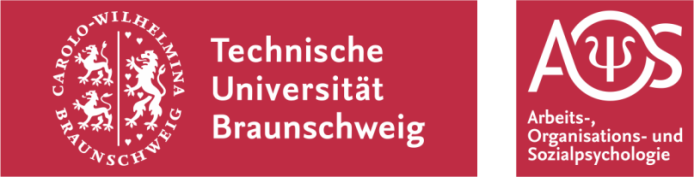 CAROLO-WILHELMINA
BRAUNSCHWEIG
Technische
Universität
Braunschweig
AΨOS
Arbeits-,
Organisations- und
Sozialpsychologie